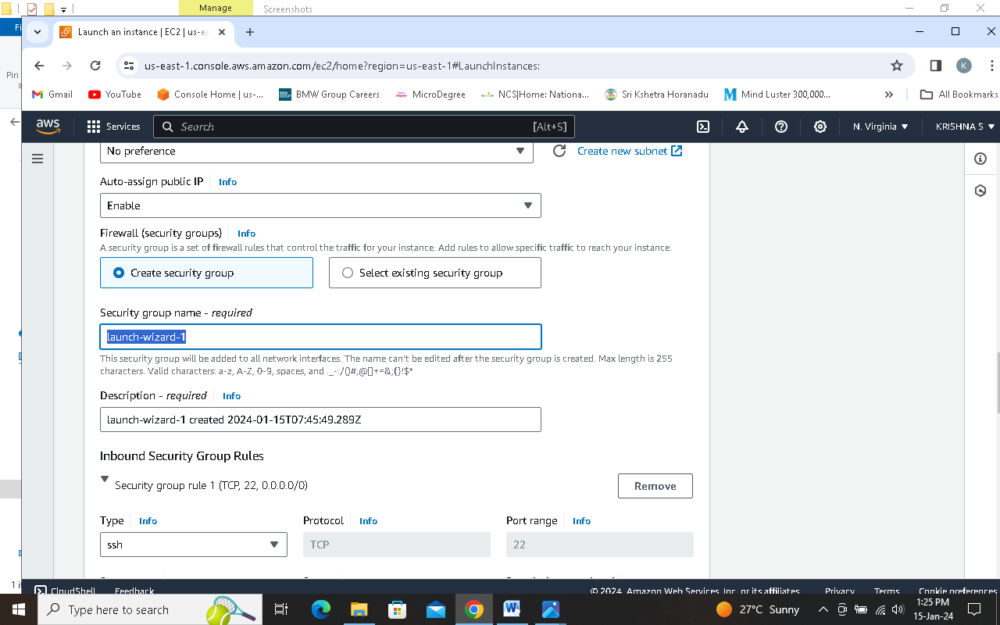 Manage
Screenshots
Fi
Launch an instance | EC2 | us-ea
us-east-1.console.aws.amazon.com/ec2/home?region=us-east-1#LaunchInstances:
K
Pin
Gmail
YouTube
Console Home | us-...
BMW Group Careers
MicroDegree
NCS|Home: Nationa...
Sri Kshetra Horanadu
Mind Luster 300,000...
»
All Bookmarks
aws
Services
Search
[Alt+S]
N. Virginia
KRISHNA S
No preference
Create new subnet
Auto-assign public IP
Info
Enable
Firewall (security groups)
Info
A security group is a set of firewall rules that control the traffic for your instance. Add rules to allow specific traffic to reach your instance.
Create security group
Select existing security group
Security group name - required
launch-wizard-1
This security group will be added to all network interfaces. The name can't be edited after the security group is created. Max length is 255
characters. Valid characters: a-z, A-Z, 0-9, spaces, and ._-:/()#,@[]+=&;{}!$*
Description - required
Info
launch-wizard-1 created 2024-01-15T07:45:49.289Z
Inbound Security Group Rules
Security group rule 1 (TCP, 22, 0.0.0.0/0)
Remove
Type
Info
Protocol
Info
Port range
Info
ssh
TCP
22
CloudShell
Feedback
© 2024, Amazon Web Services, Inc. or its affiliates.
Privacy
Terms
Cookie preferences
Type here to search
27°C Sunny
1:25 PM
15-Jan-24